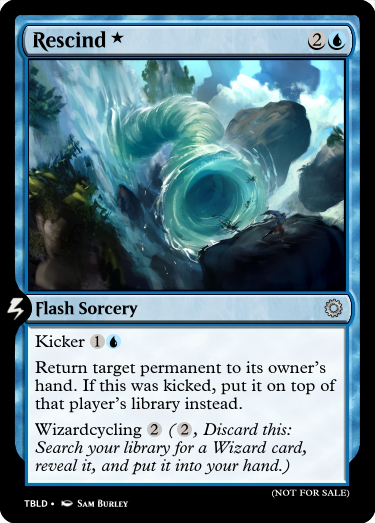 Rescind ★ 2
Flash Sorcery
Kicker 1
Return target permanent to its owner's
hand. If this was kicked, put it on top of
that player's library instead.
Wizardcycling 2 (2, Discard this:
Search your library for a Wizard card,
reveal it, and put it into your hand.)
(NOT FOR SALE)
TBLD • SAM BURLEY